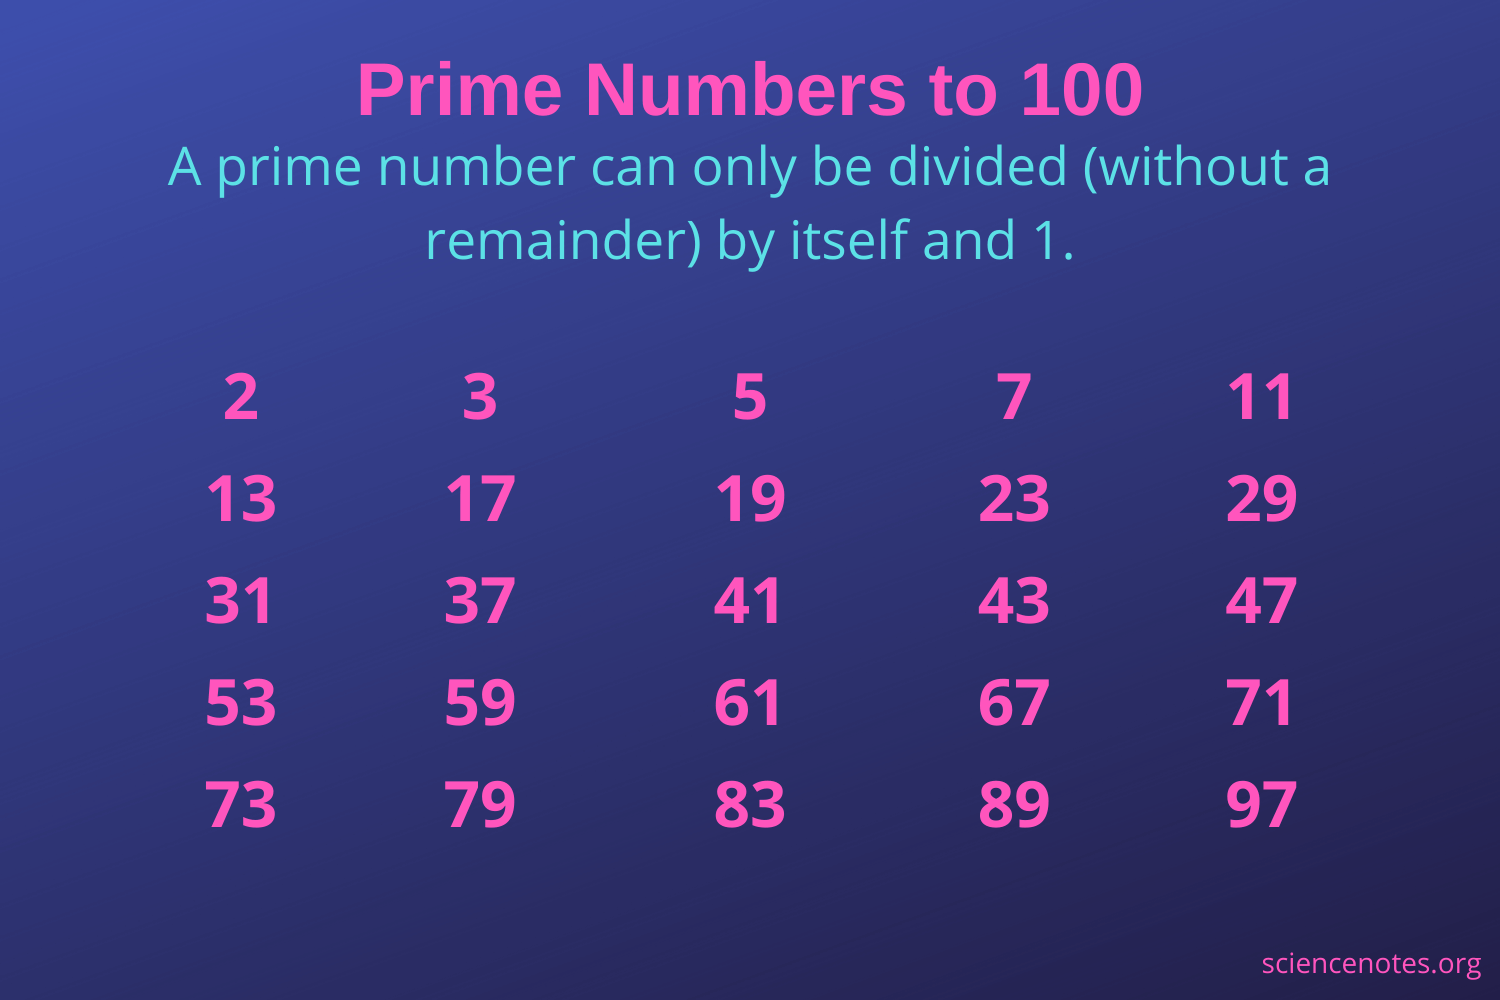 Prime Numbers to 100
A prime number can only be divided (without a
remainder) by itself and 1.
2 3 5 7 11
13 17 19 23 29
31 37 41 43 47
53 59 61 67 71
73 79 83 89 97
sciencenotes.org